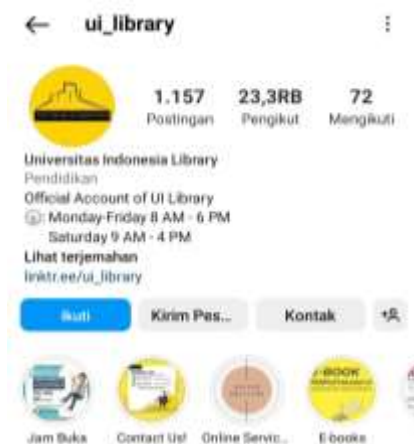 ui_library
1.157 23,3RB 72
Postingan Pengikut Mengikuti
Universitas Indonesia Library
Pendidikan
Official Account of UI Library
: Monday-Friday 8 AM - 6 PM
Saturday 9 AM - 4 PM
Lihat terjemahan
linktr.ee/ui_library
Ikuti Kirim Pes... Kontak
E-BOOK
Jam Buka Contact Us! Online Servic... E-books